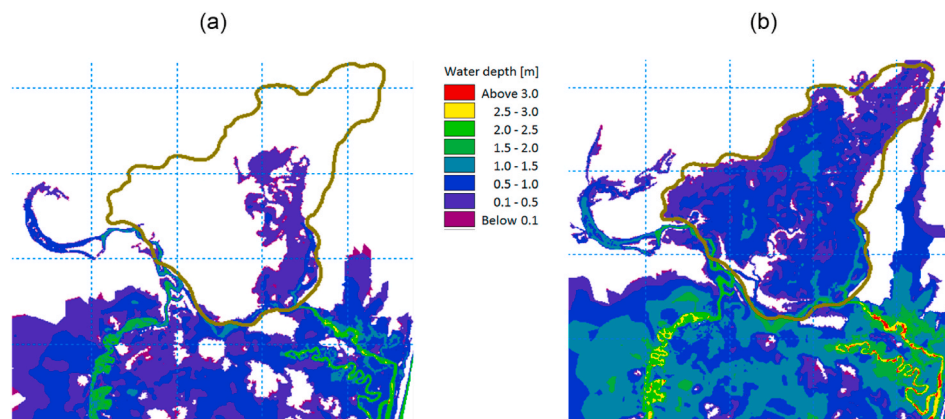 (a)
(b)
Water depth [m]
Above 3.0
2.5 - 3.0
2.0 - 2.5
1.5 - 2.0
1.0 - 1.5
0.5 - 1.0
0.1 - 0.5
Below 0.1